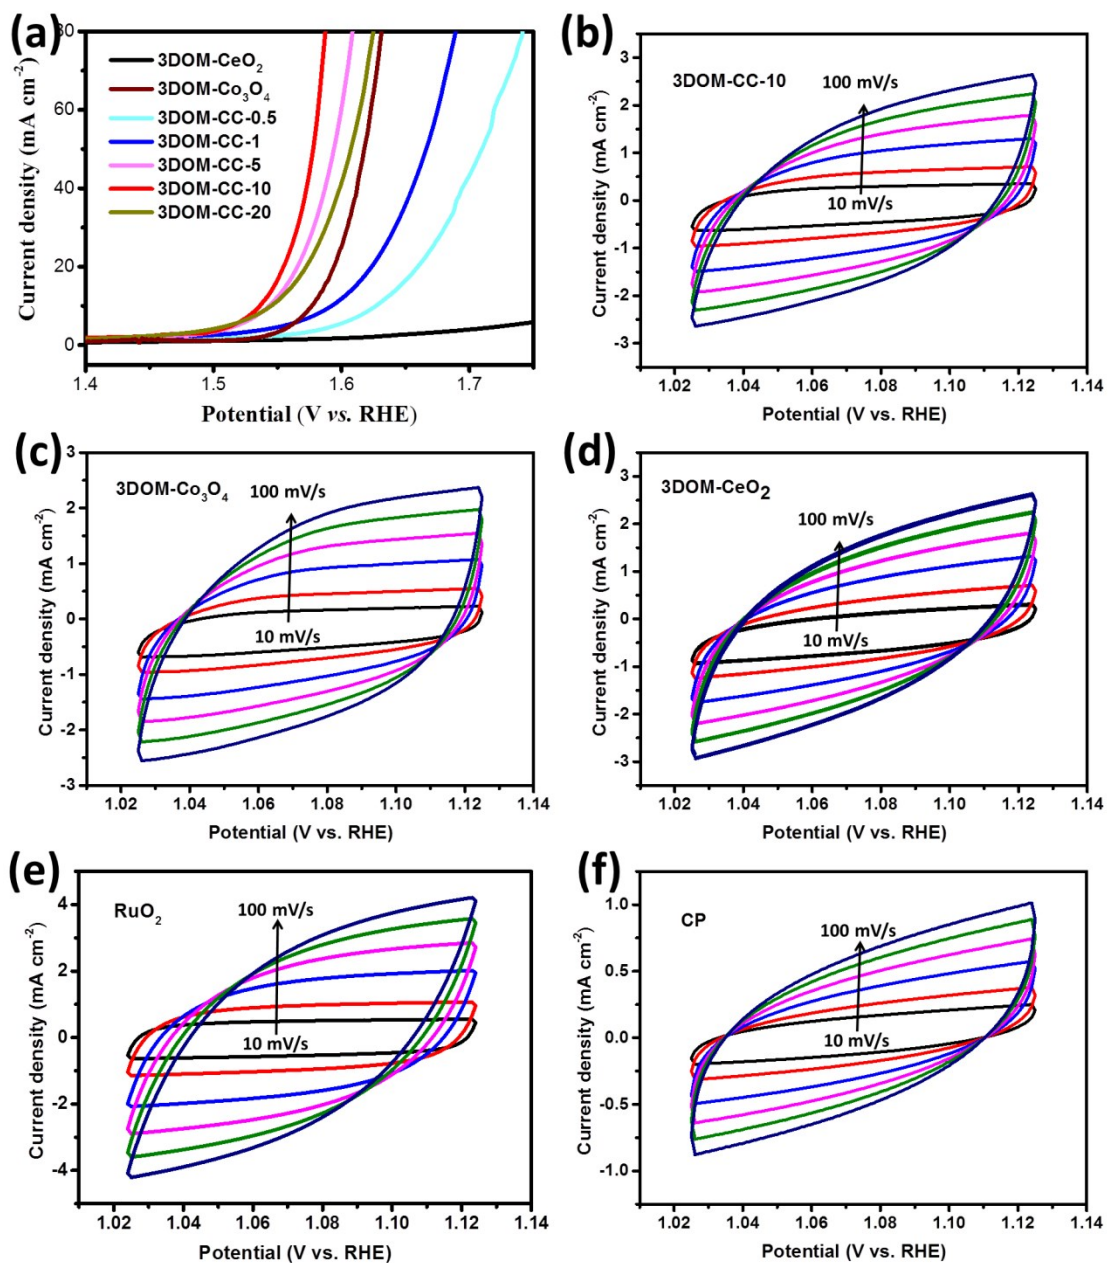 (a)
80
60
40
20
0
Current density (mA cm⁻²)
3DOM-CeO₂
3DOM-Co₃O₄
3DOM-CC-0.5
3DOM-CC-1
3DOM-CC-5
3DOM-CC-10
3DOM-CC-20
1.4 1.5 1.6 1.7
Potential (V vs. RHE)
(b)
3DOM-CC-10
100 mV/s
10 mV/s
3
2
1
0
-1
-2
-3
Current density (mA cm⁻²)
1.02 1.04 1.06 1.08 1.10 1.12 1.14
Potential (V vs. RHE)
(c)
3DOM-Co₃O₄
100 mV/s
10 mV/s
3
2
1
0
-1
-2
-3
Current density (mA cm⁻²)
1.02 1.04 1.06 1.08 1.10 1.12 1.14
Potential (V vs. RHE)
(d)
3DOM-CeO₂
100 mV/s
10 mV/s
3
2
1
0
-1
-2
-3
Current density (mA cm⁻²)
1.02 1.04 1.06 1.08 1.10 1.12 1.14
Potential (V vs. RHE)
(e)
RuO₂
100 mV/s
10 mV/s
4
2
0
-2
-4
Current density (mA cm⁻²)
1.02 1.04 1.06 1.08 1.10 1.12 1.14
Potential (V vs. RHE)
(f)
CP
100 mV/s
10 mV/s
1.0
0.5
0.0
-0.5
-1.0
Current density (mA cm⁻²)
1.02 1.04 1.06 1.08 1.10 1.12 1.14
Potential (V vs. RHE)